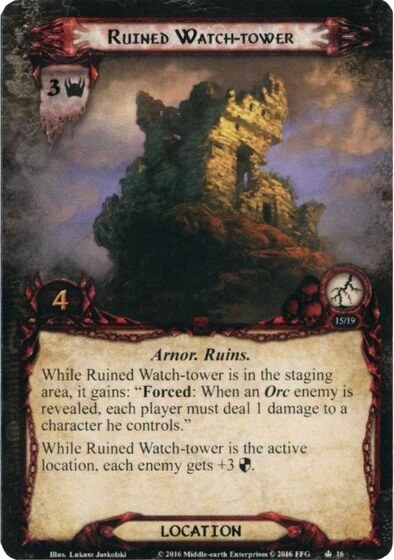 RUINED WATCH-TOWER
3
4
15/19
Arnor. Ruins.
While Ruined Watch-tower is in the staging
area, it gains: “Forced: When an Orc enemy is
revealed, each player must deal 1 damage to a
character he controls.”
While Ruined Watch-tower is the active
location, each enemy gets +3 .
LOCATION
Illus. Lukasz Jaskolski © 2016 Middle-earth Enterprises © 2016 FFG 16